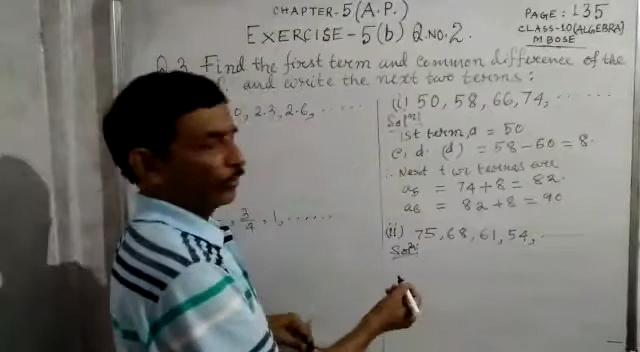 CHAPTER-5(A.P.)
EXERCISE-5(b) Q.NO.2.
PAGE: 135
CLASS-10(ALGEBRA)
MBOSE
Q.3. Find the first term and common difference of the
and write the next two terms:
0, 2.3, 2.6, ......
3/4, 1, ......
(i) 50, 58, 66, 74, ......
Solⁿ!
1st term, a = 50
c. d. (d) = 58-50 = 8.
∴ Next two terms are
a5 = 74+8 = 82.
a6 = 82+8 = 90
(ii) 75, 68, 61, 54, ......
Solⁿ!